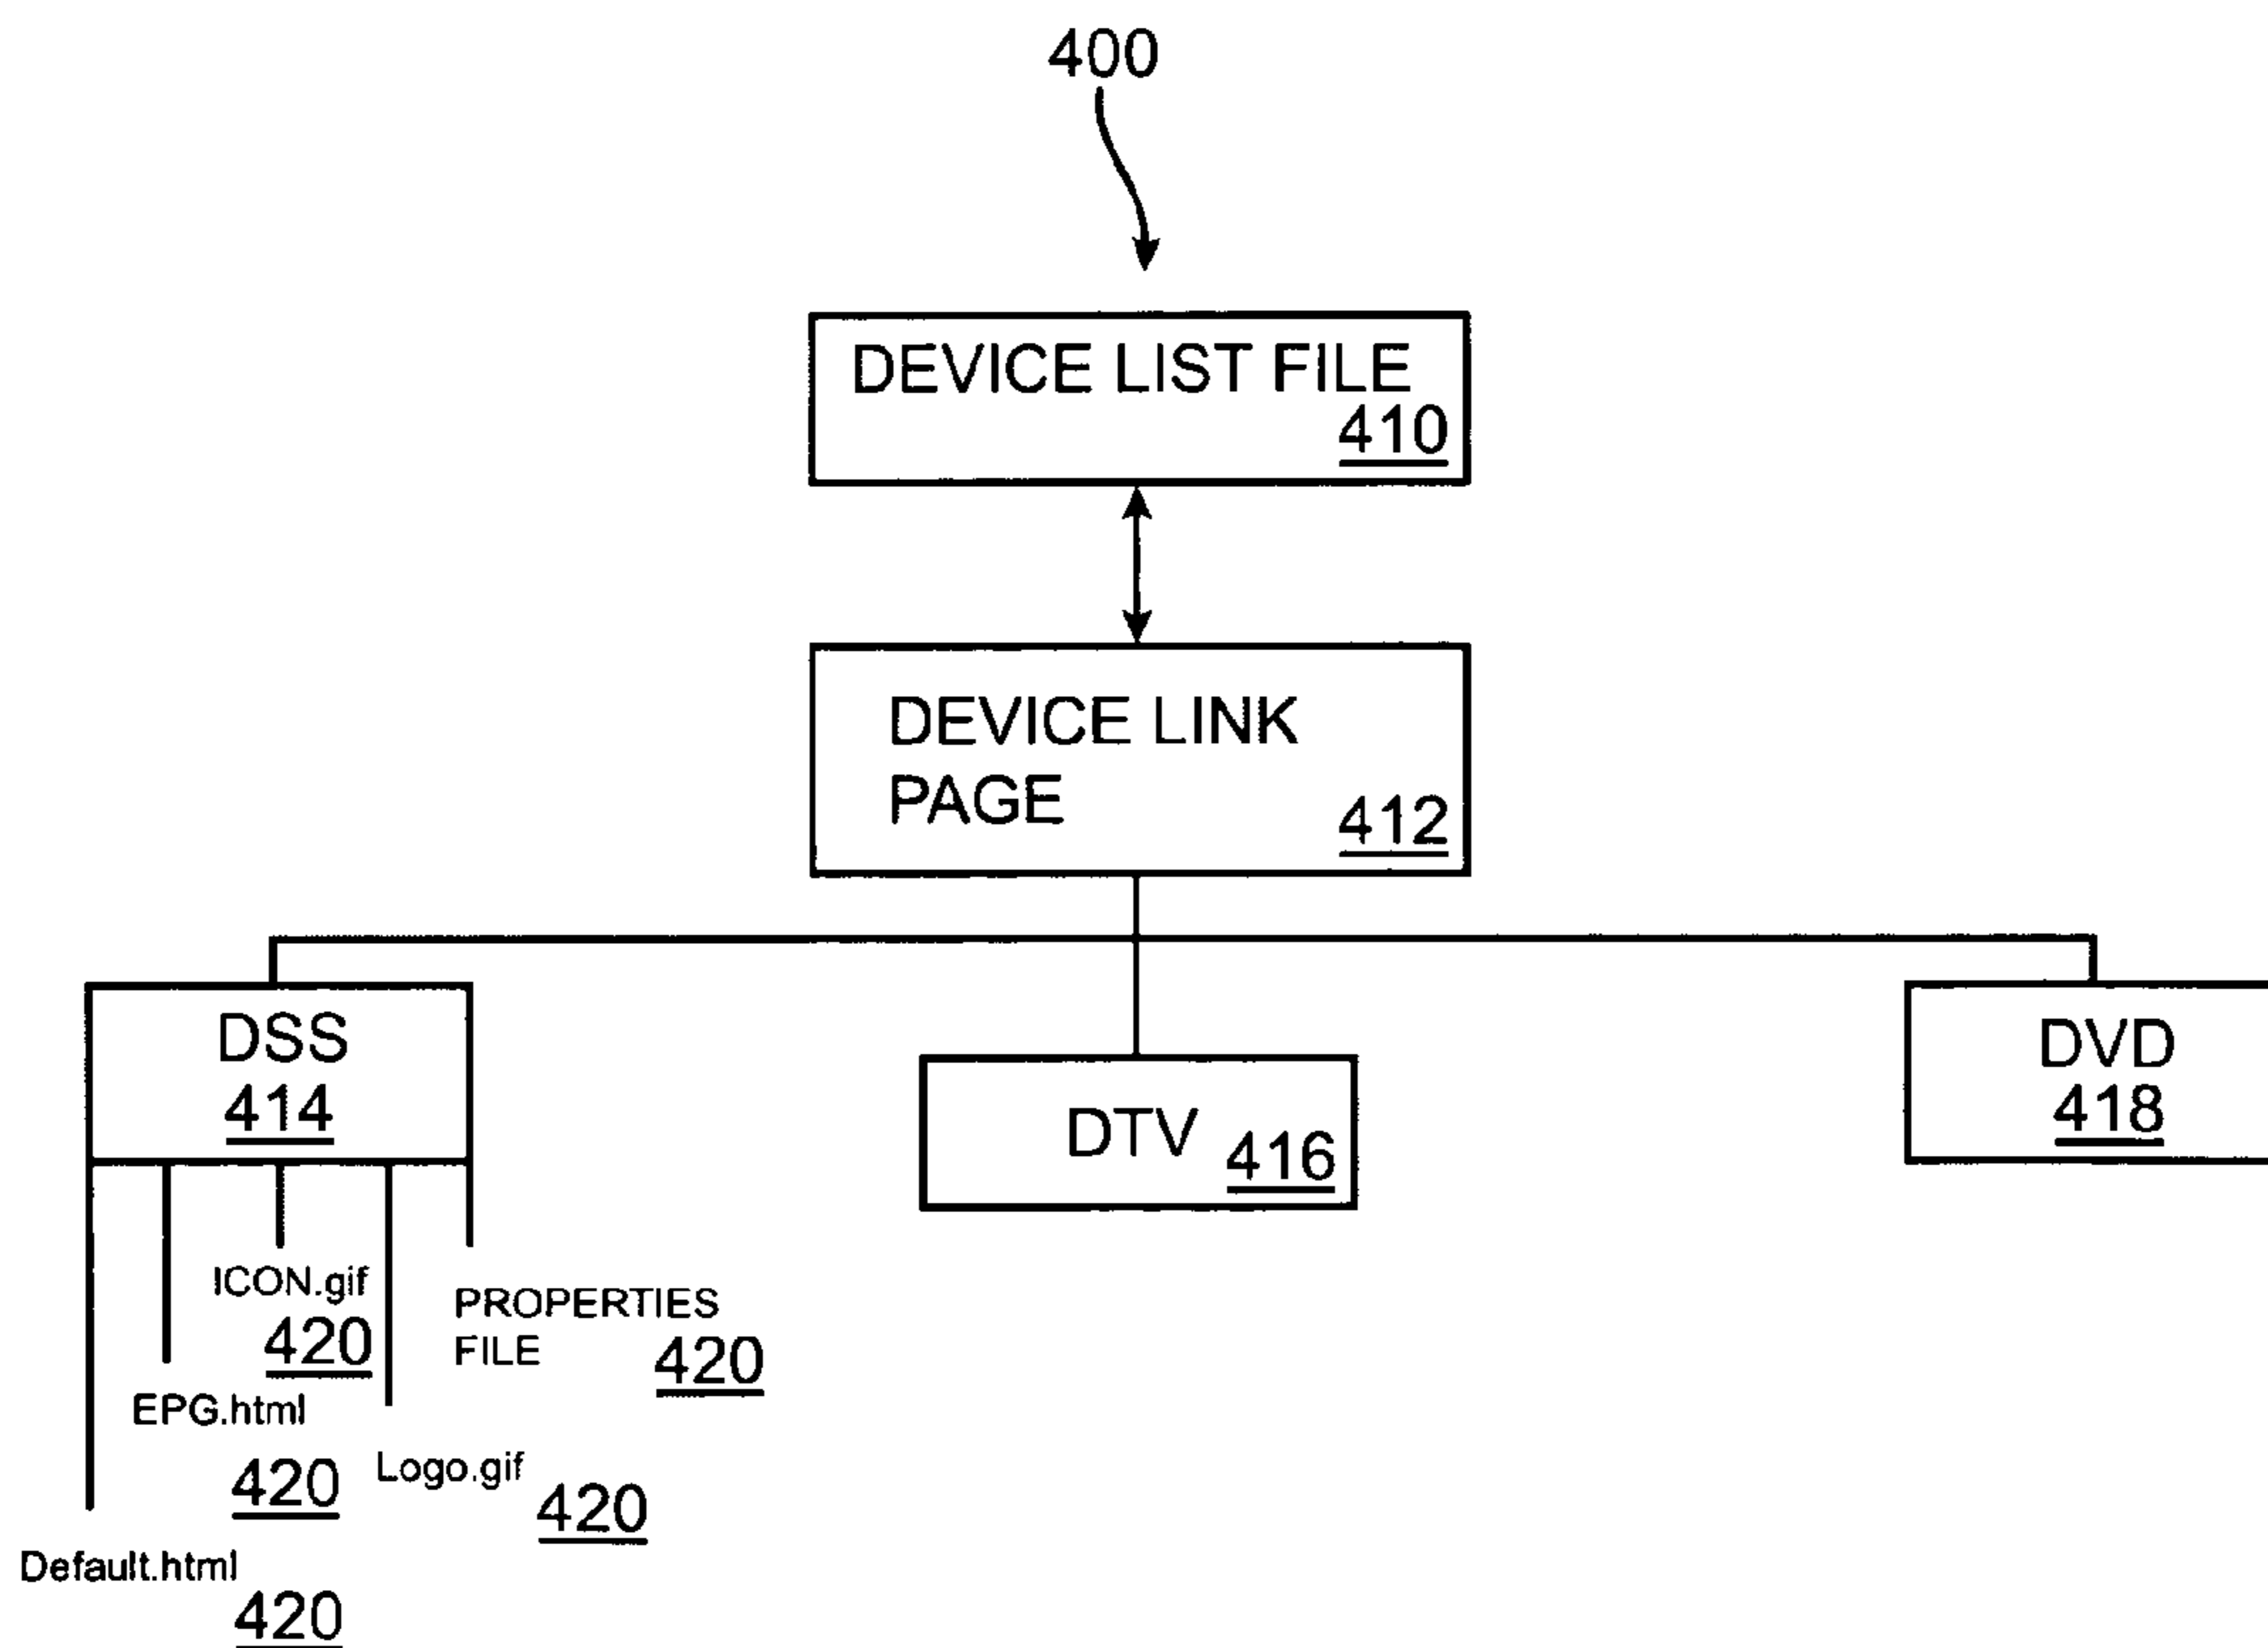 400
DEVICE LIST FILE
410
DEVICE LINK
PAGE
412
DSS
414
DTV
416
DVD
418
ICON.gif
420
PROPERTIES
FILE
420
EPG.html
420
Logo.gif
420
Default.html
420